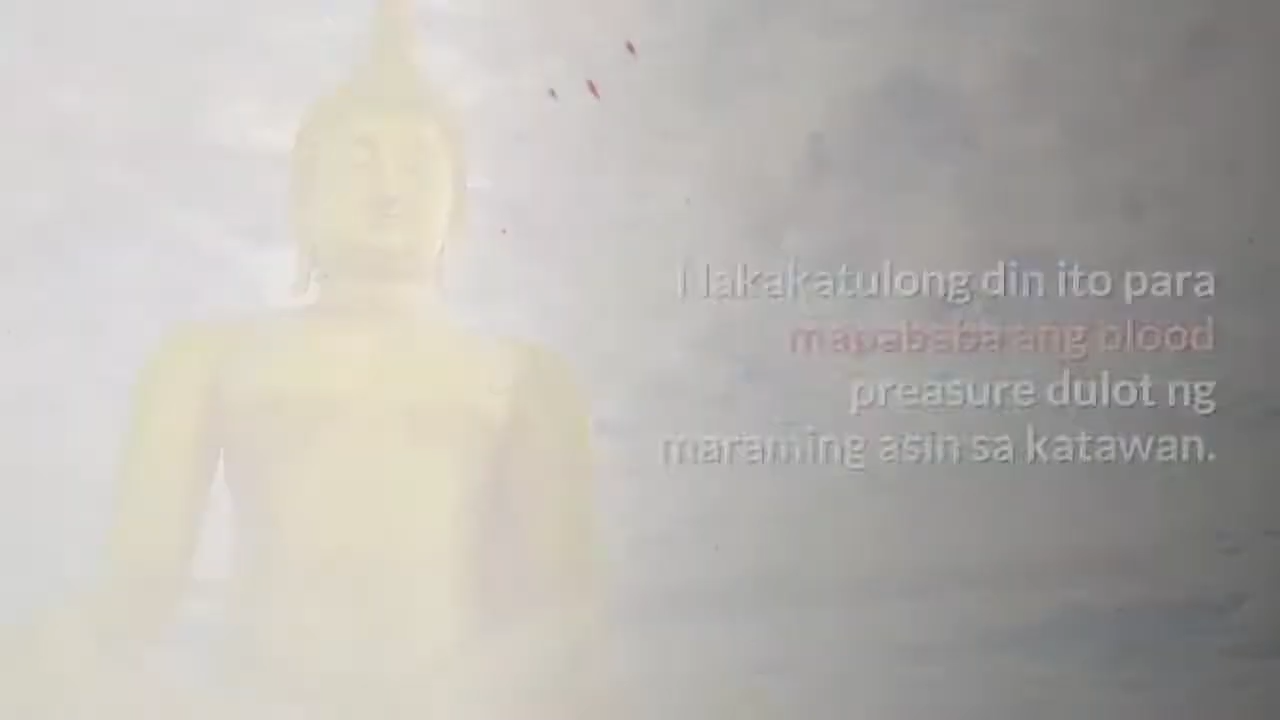 Nakakatulong din ito para
mapababa ang blood
preasure dulot ng
maraming asin sa katawan.